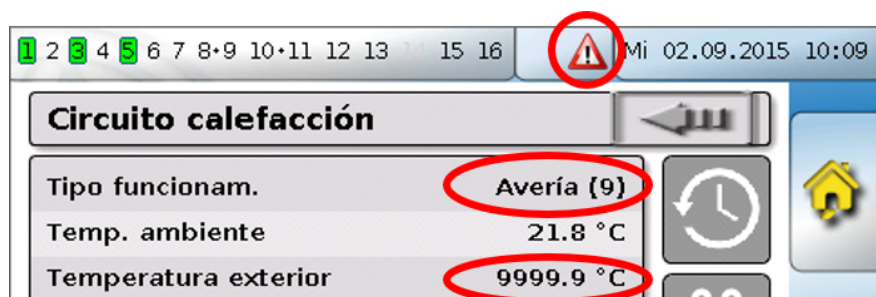 1 2 3 4 5 6 7 8•9 10•11 12 13 14 15 16 Mi 02.09.2015 10:09
Circuito calefacción
Tipo funcionam. Avería (9)
Temp. ambiente 21.8 °C
Temperatura exterior 9999.9 °C